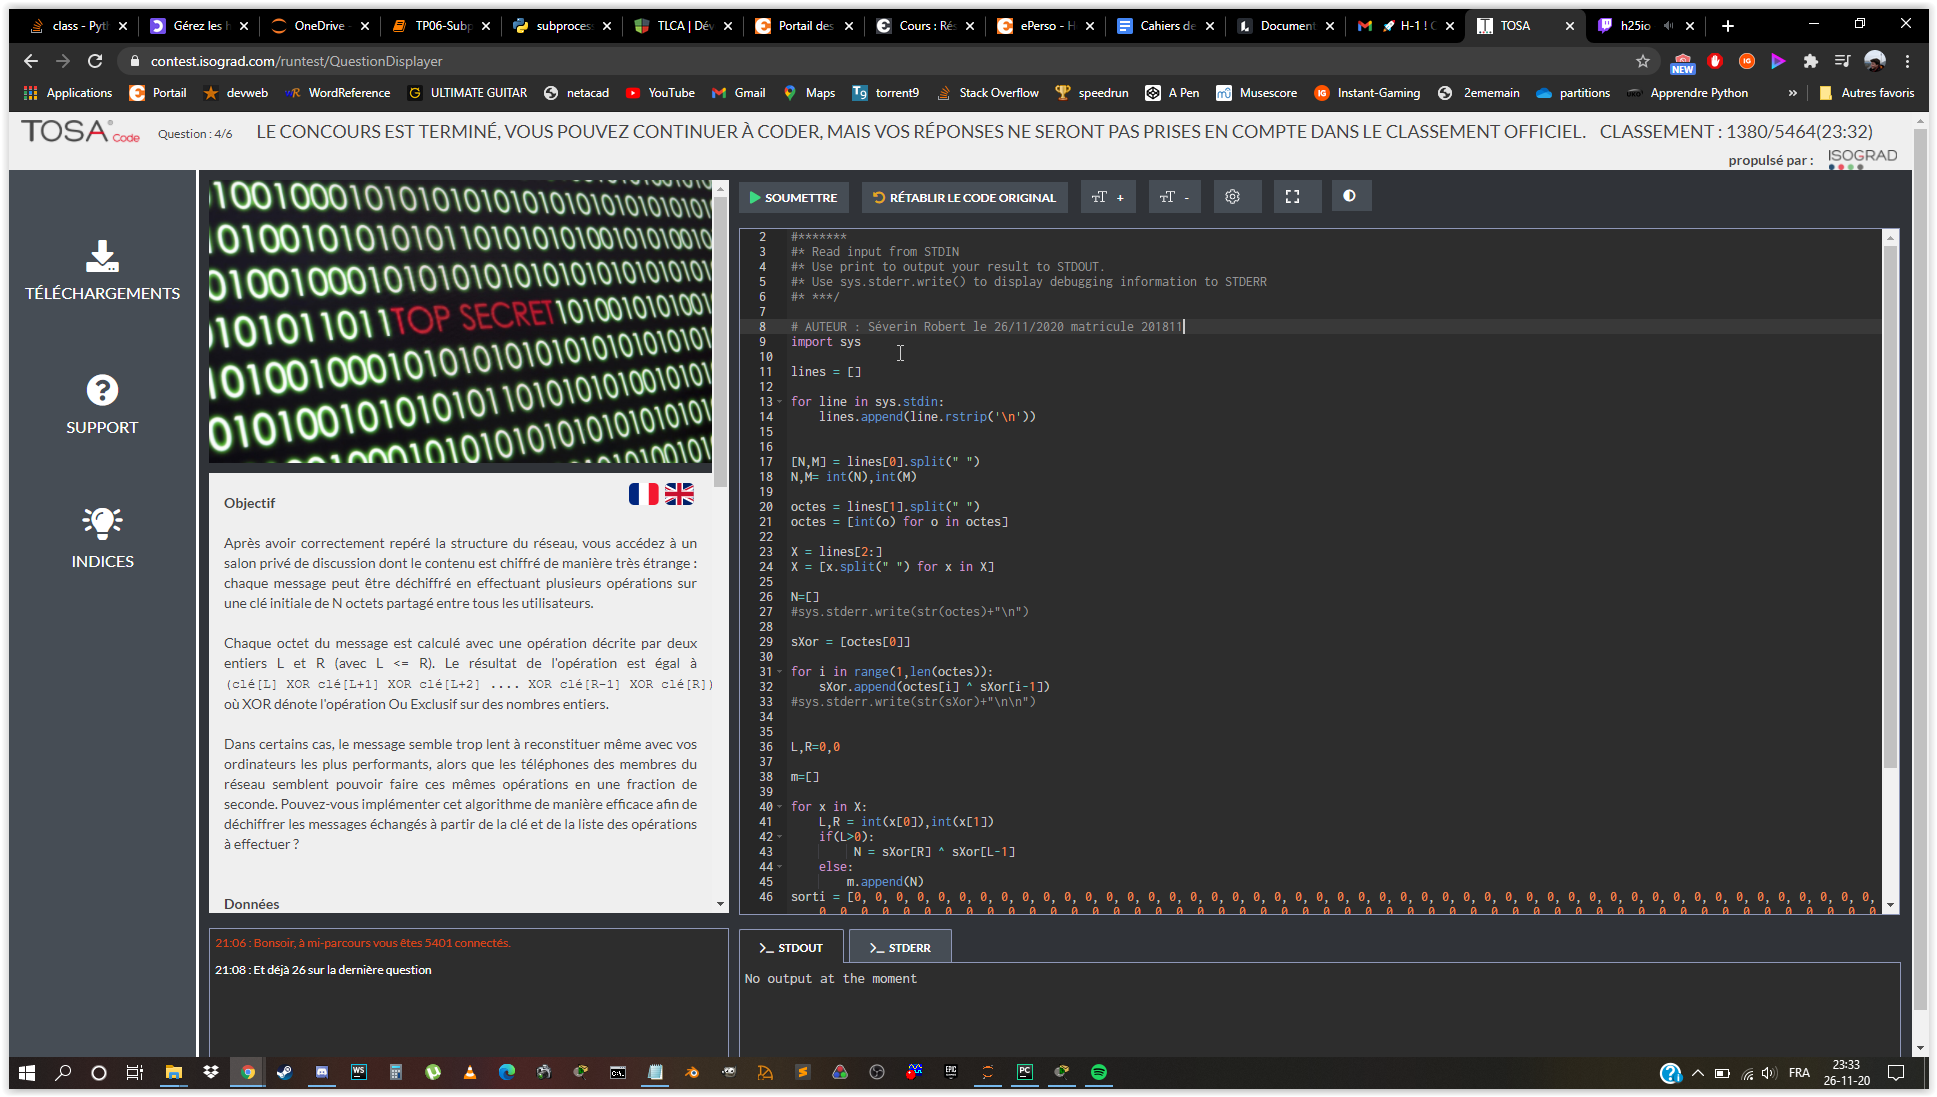 class - Pyt
Gérez les h
OneDrive -
TP06-Subp
subproces
TLCA | Dév
Portail des
Cours : Rés
ePerso - H
Cahiers de
Document
H-1 ! C
TOSA
h25io
contest.isograd.com/runtest/QuestionDisplayer
NEW
Applications
Portail
devweb
WordReference
ULTIMATE GUITAR
netacad
YouTube
Gmail
Maps
torrent9
Stack Overflow
speedrun
A Pen
Musescore
Instant-Gaming
2ememain
partitions
Apprendre Python
»
Autres favoris
TOSA Code
Question : 4/6
LE CONCOURS EST TERMINÉ, VOUS POUVEZ CONTINUER À CODER, MAIS VOS RÉPONSES NE SERONT PAS PRISES EN COMPTE DANS LE CLASSEMENT OFFICIEL. CLASSEMENT : 1380/5464(23:32)
propulsé par : ISOGRAD
TÉLÉCHARGEMENTS
SUPPORT
INDICES
TOP SECRET
Objectif
Après avoir correctement repéré la structure du réseau, vous accédez à un
salon privé de discussion dont le contenu est chiffré de manière très étrange :
chaque message peut être déchiffré en effectuant plusieurs opérations sur
une clé initiale de N octets partagé entre tous les utilisateurs.
Chaque octet du message est calculé avec une opération décrite par deux
entiers L et R (avec L <= R). Le résultat de l'opération est égal à
(clé[L] XOR clé[L+1] XOR clé[L+2] .... XOR clé[R-1] XOR clé[R])
où XOR dénote l'opération Ou Exclusif sur des nombres entiers.
Dans certains cas, le message semble trop lent à reconstituer même avec vos
ordinateurs les plus performants, alors que les téléphones des membres du
réseau semblent pouvoir faire ces mêmes opérations en une fraction de
seconde. Pouvez-vous implémenter cet algorithme de manière efficace afin de
déchiffrer les messages échangés à partir de la clé et de la liste des opérations
à effectuer ?
Données
21:06 : Bonsoir, à mi-parcours vous êtes 5401 connectés.
21:08 : Et déjà 26 sur la dernière question
SOUMETTRE
RÉTABLIR LE CODE ORIGINAL
тT +
тT -
2 #*******
3 #* Read input from STDIN
4 #* Use print to output your result to STDOUT.
5 #* Use sys.stderr.write() to display debugging information to STDERR
6 #* ***/
7
8 # AUTEUR : Séverin Robert le 26/11/2020 matricule 201811
9 import sys
10
11 lines = []
12
13 for line in sys.stdin:
14     lines.append(line.rstrip('\n'))
15
16
17 [N,M] = lines[0].split(" ")
18 N,M= int(N),int(M)
19
20 octes = lines[1].split(" ")
21 octes = [int(o) for o in octes]
22
23 X = lines[2:]
24 X = [x.split(" ") for x in X]
25
26 N=[]
27 #sys.stderr.write(str(octes)+"\n")
28
29 sXor = [octes[0]]
30
31 for i in range(1,len(octes)):
32     sXor.append(octes[i] ^ sXor[i-1])
33 #sys.stderr.write(str(sXor)+"\n\n")
34
35
36 L,R=0,0
37
38 m=[]
39
40 for x in X:
41     L,R = int(x[0]),int(x[1])
42     if(L>0):
43          N = sXor[R] ^ sXor[L-1]
44     else:
45         m.append(N)
46 sorti = [0, 0, 0, 0, 0, 0, 0, 0, 0, 0, 0, 0, 0, 0, 0, 0, 0, 0, 0, 0, 0, 0, 0, 0, 0, 0, 0, 0, 0, 0, 0, 0, 0, 0, 0, 0, 0, 0, 0, 0, 0, 0, 0, 0, 0, 0, 0, 0, 0,
>_ STDOUT
>_ STDERR
No output at the moment
FRA
23:33
26-11-20